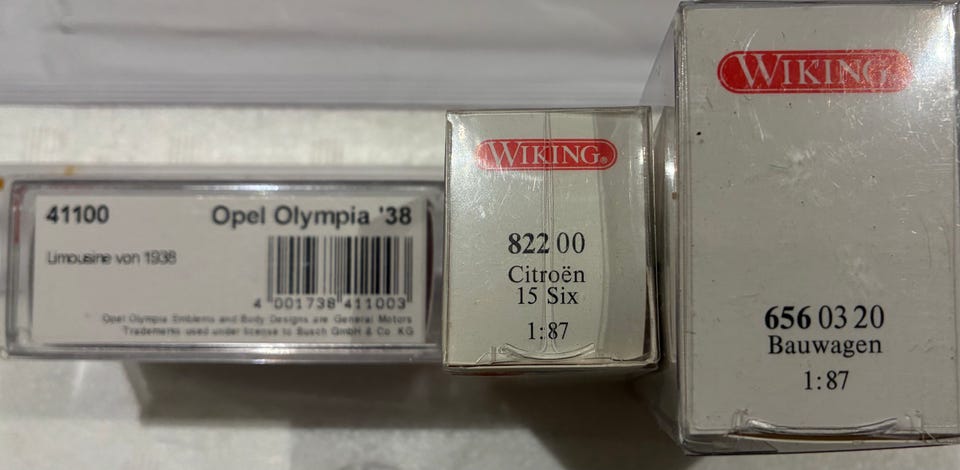 41100 Opel Olympia '38
Limousine von 1938
4 001738 411003
Opel Olympia Emblems and Body Designs are General Motors
Trademarks used under license to Busch GmbH & Co. KG
WIKING®
822 00
Citroën
15 Six
1:87
WIKING
656 03 20
Bauwagen
1:87